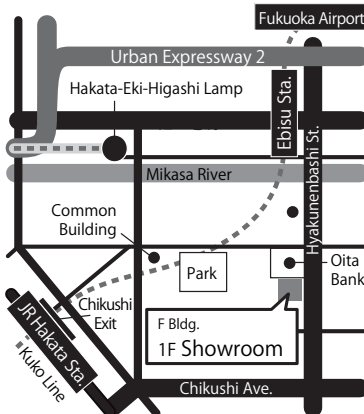 Fukuoka Airport
Urban Expressway 2
Hakata-Eki-Higashi Lamp
Ebisu Sta.
Hyakunenbashi St.
Mikasa River
Common
Building
Park
Oita
Bank
Chikushi
Exit
JR Hakata Sta.
Kuko Line
F Bldg.
1F Showroom
Chikushi Ave.